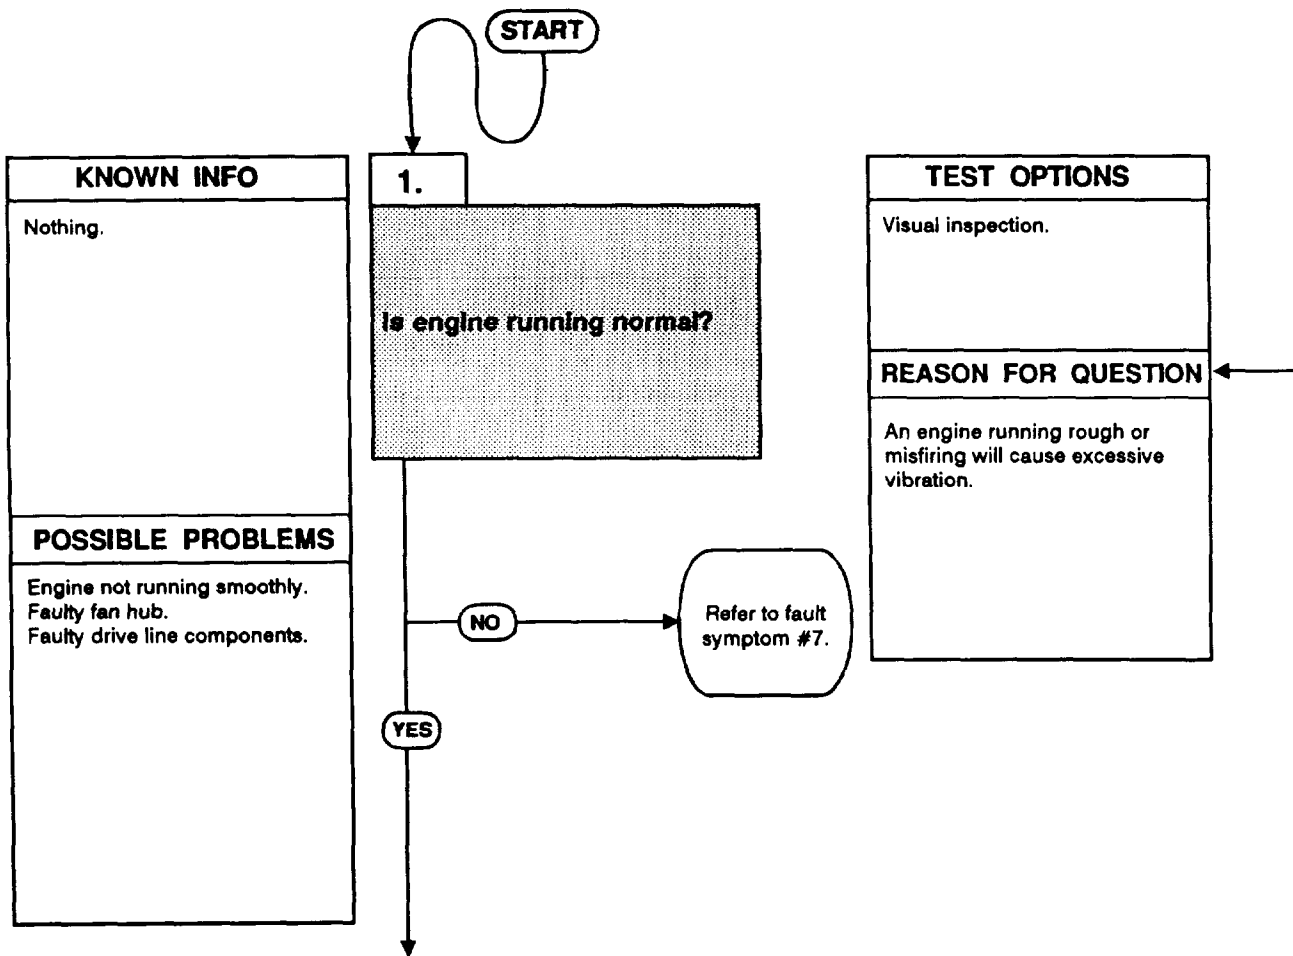 START
KNOWN INFO
Nothing.
POSSIBLE PROBLEMS
Engine not running smoothly.
Faulty fan hub.
Faulty drive line components.
1.
Is engine running normal?
NO
Refer to fault
symptom #7.
YES
TEST OPTIONS
Visual inspection.
REASON FOR QUESTION
An engine running rough or
misfiring will cause excessive
vibration.